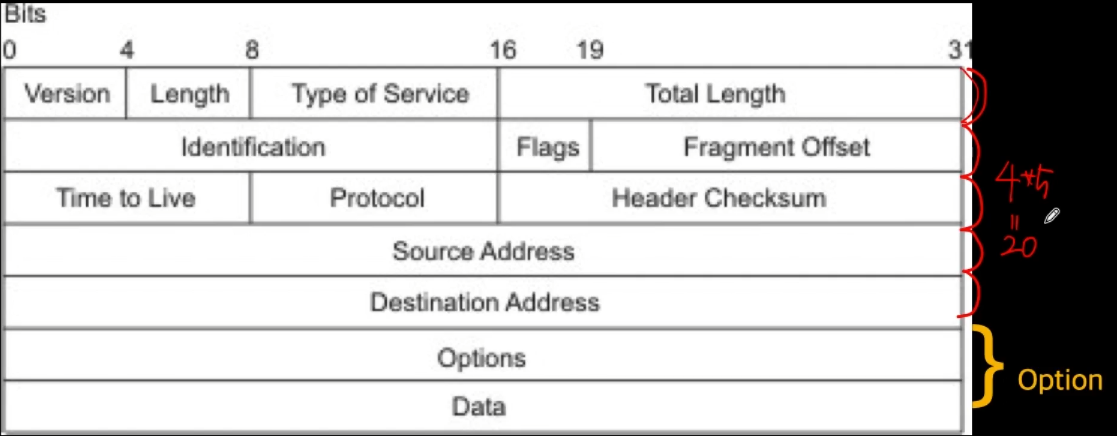 Bits
0 4 8 16 19 31
Version Length Type of Service Total Length
Identification Flags Fragment Offset
Time to Live Protocol Header Checksum
4*5
=
20
Source Address
Destination Address
Options
Option
Data